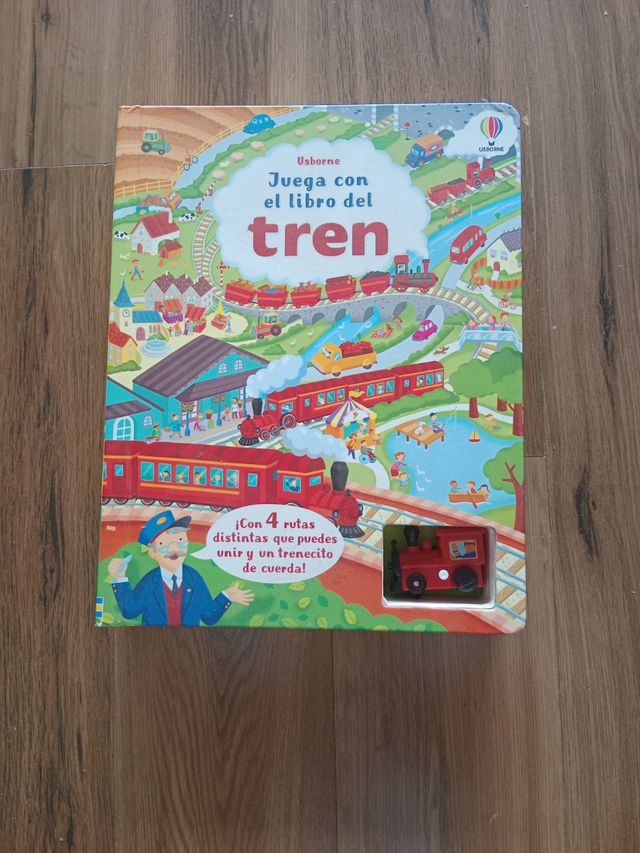 Usborne
Juega con
el libro del
tren
USBORNE
¡Con 4 rutas
distintas que puedes
unir y un trenecito
de cuerda!